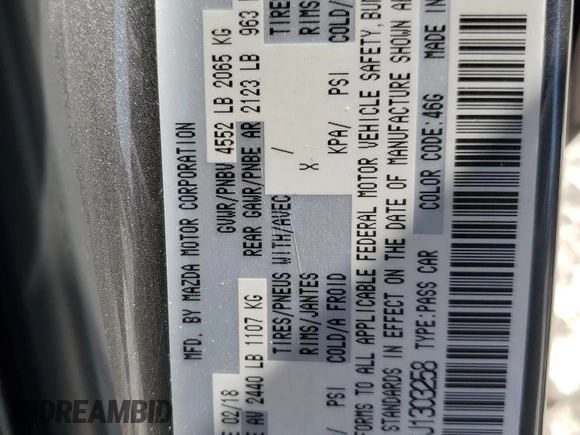 MFD. BY MAZDA MOTOR CORPORATION
E 02/18 GVWR/PNBV 4552 LB 2065 KG
E AV 2440 LB 1107 KG REAR GAWR/PNBE AR 2123 LB 963
TIRES/PNEUS WITH/AVEC / TIRES
RIMS/JANTES X RIMS
PSI COLD/A FROID KPA/ PSI COLD/
FORMS TO ALL APPLICABLE FEDERAL MOTOR VEHICLE SAFETY, BU
STANDARDS IN EFFECT ON THE DATE OF MANUFACTURE SHOWN A
J1303258 TYPE:PASS CAR COLOR CODE:46G MADE IN
IDREAMBID